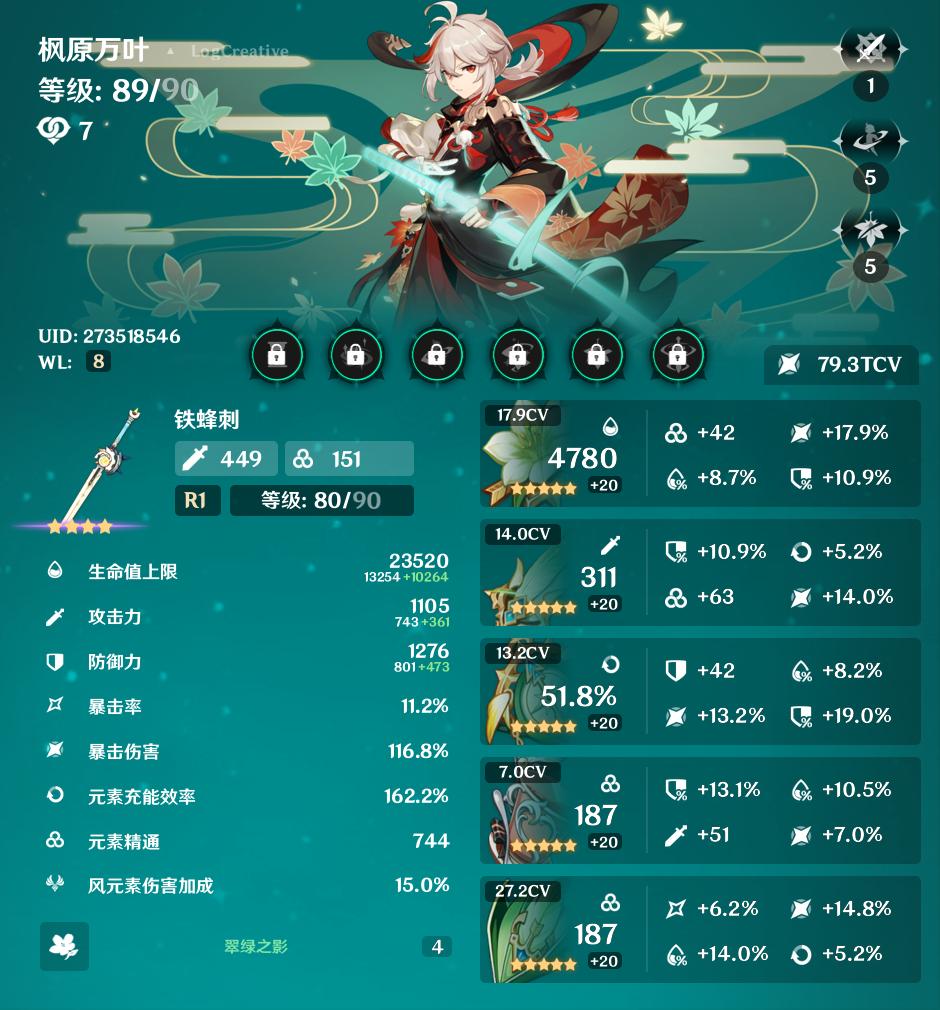 枫原万叶 ▲ LogCreative
等级: 89/90
7
1
5
5
UID: 273518546
WL: 8
79.3TCV
铁蜂刺
449 151
R1 等级: 80/90
生命值上限 23520
13254+10264
攻击力 1105
743+361
防御力 1276
801+473
暴击率 11.2%
暴击伤害 116.8%
元素充能效率 162.2%
元素精通 744
风元素伤害加成 15.0%
翠绿之影 4
17.9CV
4780
+20
+42 +17.9%
+8.7% +10.9%
14.0CV
311
+20
+10.9% +5.2%
+63 +14.0%
13.2CV
51.8%
+20
+42 +8.2%
+13.2% +19.0%
7.0CV
187
+20
+13.1% +10.5%
+51 +7.0%
27.2CV
187
+20
+6.2% +14.8%
+14.0% +5.2%